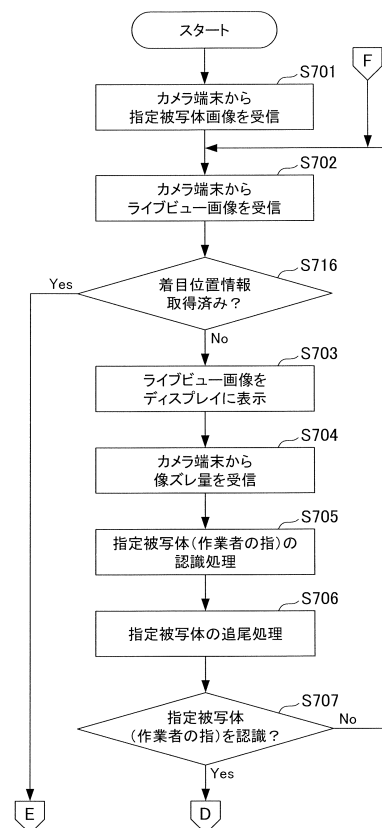 スタート
F
S701
カメラ端末から
指定被写体画像を受信
S702
カメラ端末から
ライブビュー画像を受信
S716
着目位置情報
取得済み?
Yes
No
S703
ライブビュー画像を
ディスプレイに表示
S704
カメラ端末から
像ズレ量を受信
S705
指定被写体(作業者の指)の
認識処理
S706
指定被写体の追尾処理
S707
指定被写体
(作業者の指)を認識?
No
Yes
E
D